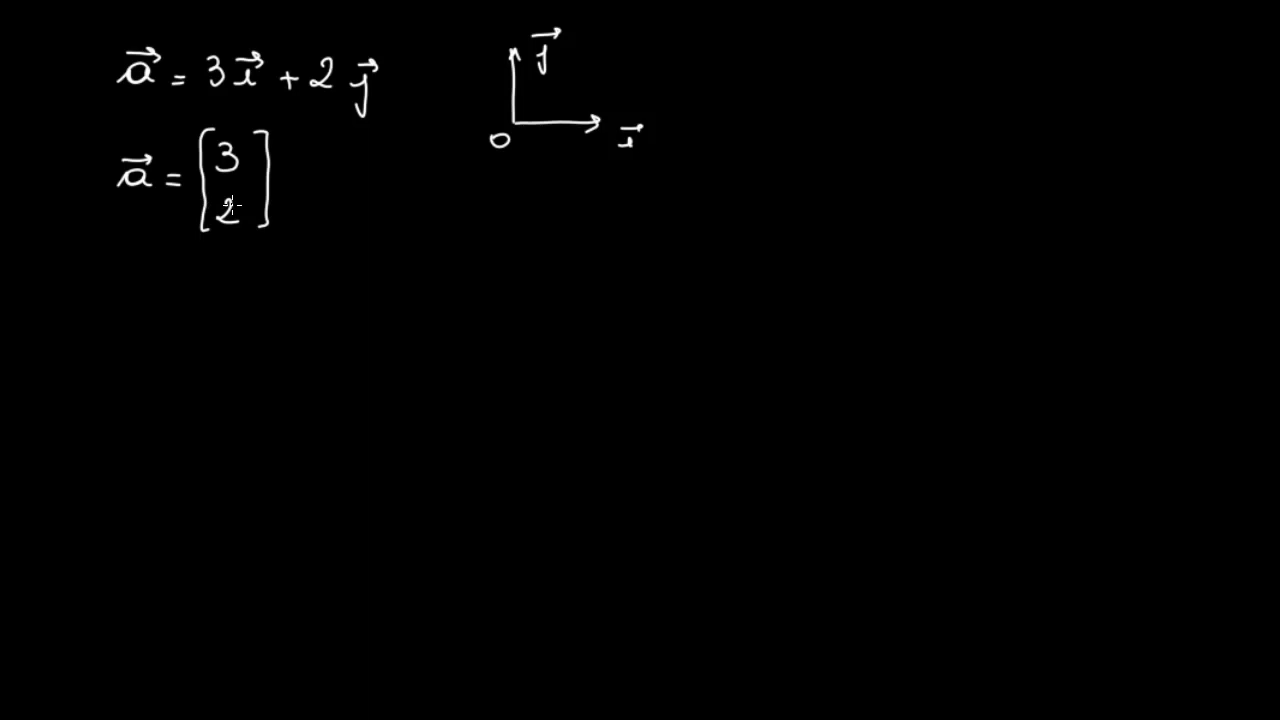 a⃗ = 3i⃗ + 2j⃗
a⃗ = [3
2]
j⃗
0
i⃗